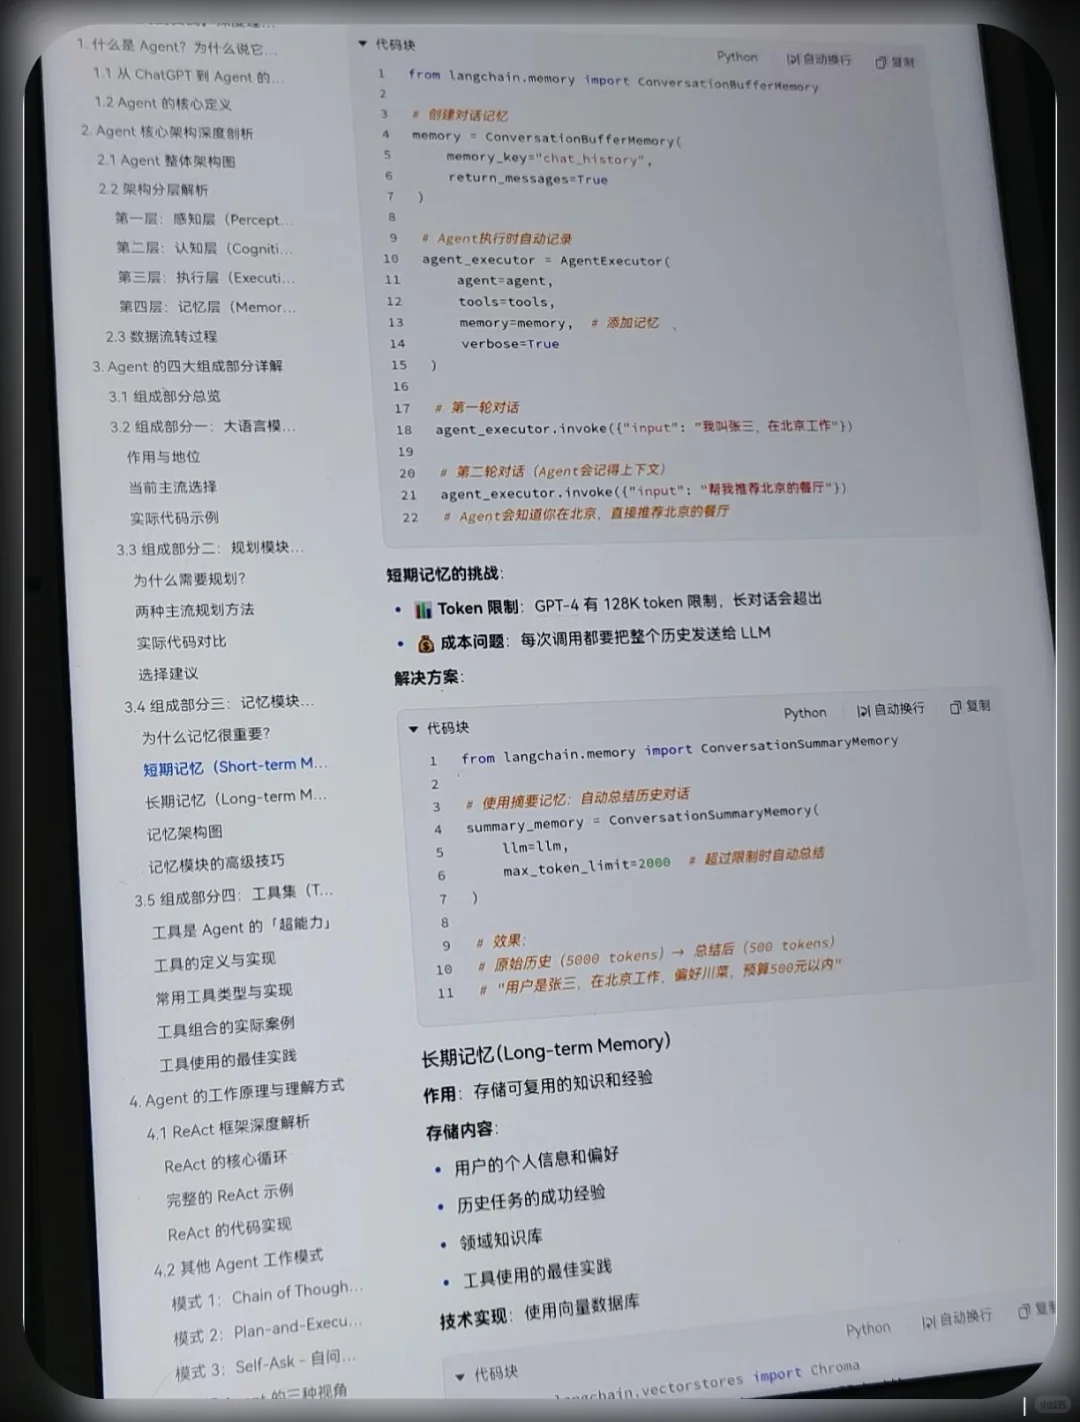 1. 什么是 Agent？为什么说它...
1.1 从 ChatGPT 到 Agent 的...
1.2 Agent 的核心定义
2. Agent 核心架构深度剖析
2.1 Agent 整体架构图
2.2 架构分层解析
第一层：感知层（Percept...
第二层：认知层（Cogniti...
第三层：执行层（Executi...
第四层：记忆层（Memor...
2.3 数据流转过程
3. Agent 的四大组成部分详解
3.1 组成部分总览
3.2 组成部分一：大语言模...
作用与地位
当前主流选择
实际代码示例
3.3 组成部分二：规划模块...
为什么需要规划？
两种主流规划方法
实际代码对比
选择建议
3.4 组成部分三：记忆模块...
为什么记忆很重要？
短期记忆（Short-term M...
长期记忆（Long-term M...
记忆架构图
记忆模块的高级技巧
3.5 组成部分四：工具集（T...
工具是 Agent 的「超能力」
工具的定义与实现
常用工具类型与实现
工具组合的实际案例
工具使用的最佳实践
4. Agent 的工作原理与理解方式
4.1 ReAct 框架深度解析
ReAct 的核心循环
完整的 ReAct 示例
ReAct 的代码实现
4.2 其他 Agent 工作模式
模式 1：Chain of Though...
模式 2：Plan-and-Execu...
模式 3：Self-Ask - 自问...
的三种视角
代码块
Python 自动换行 复制
1 from langchain.memory import ConversationBufferMemory
2
3 # 创建对话记忆
4 memory = ConversationBufferMemory(
5 memory_key="chat_history",
6 return_messages=True
7 )
8
9 # Agent执行时自动记录
10 agent_executor = AgentExecutor(
11 agent=agent,
12 tools=tools,
13 memory=memory, # 添加记忆
14 verbose=True
15 )
16
17 # 第一轮对话
18 agent_executor.invoke({"input": "我叫张三，在北京工作"})
19
20 # 第二轮对话（Agent会记得上下文）
21 agent_executor.invoke({"input": "帮我推荐北京的餐厅"})
22 # Agent会知道你在北京，直接推荐北京的餐厅
短期记忆的挑战：
• Token 限制：GPT-4 有 128K token 限制，长对话会超出
• 成本问题：每次调用都要把整个历史发送给 LLM
解决方案：
代码块
Python 自动换行 复制
1 from langchain.memory import ConversationSummaryMemory
2
3 # 使用摘要记忆：自动总结历史对话
4 summary_memory = ConversationSummaryMemory(
5 llm=llm,
6 max_token_limit=2000 # 超过限制时自动总结
7 )
8
9 # 效果：
10 # 原始历史（5000 tokens）→ 总结后（500 tokens）
11 # "用户是张三，在北京工作，偏好川菜，预算500元以内"
长期记忆（Long-term Memory）
作用：存储可复用的知识和经验
存储内容：
• 用户的个人信息和偏好
• 历史任务的成功经验
• 领域知识库
• 工具使用的最佳实践
技术实现：使用向量数据库
代码块
Python 自动换行 复制
langchain.vectorstores import Chroma
小红书